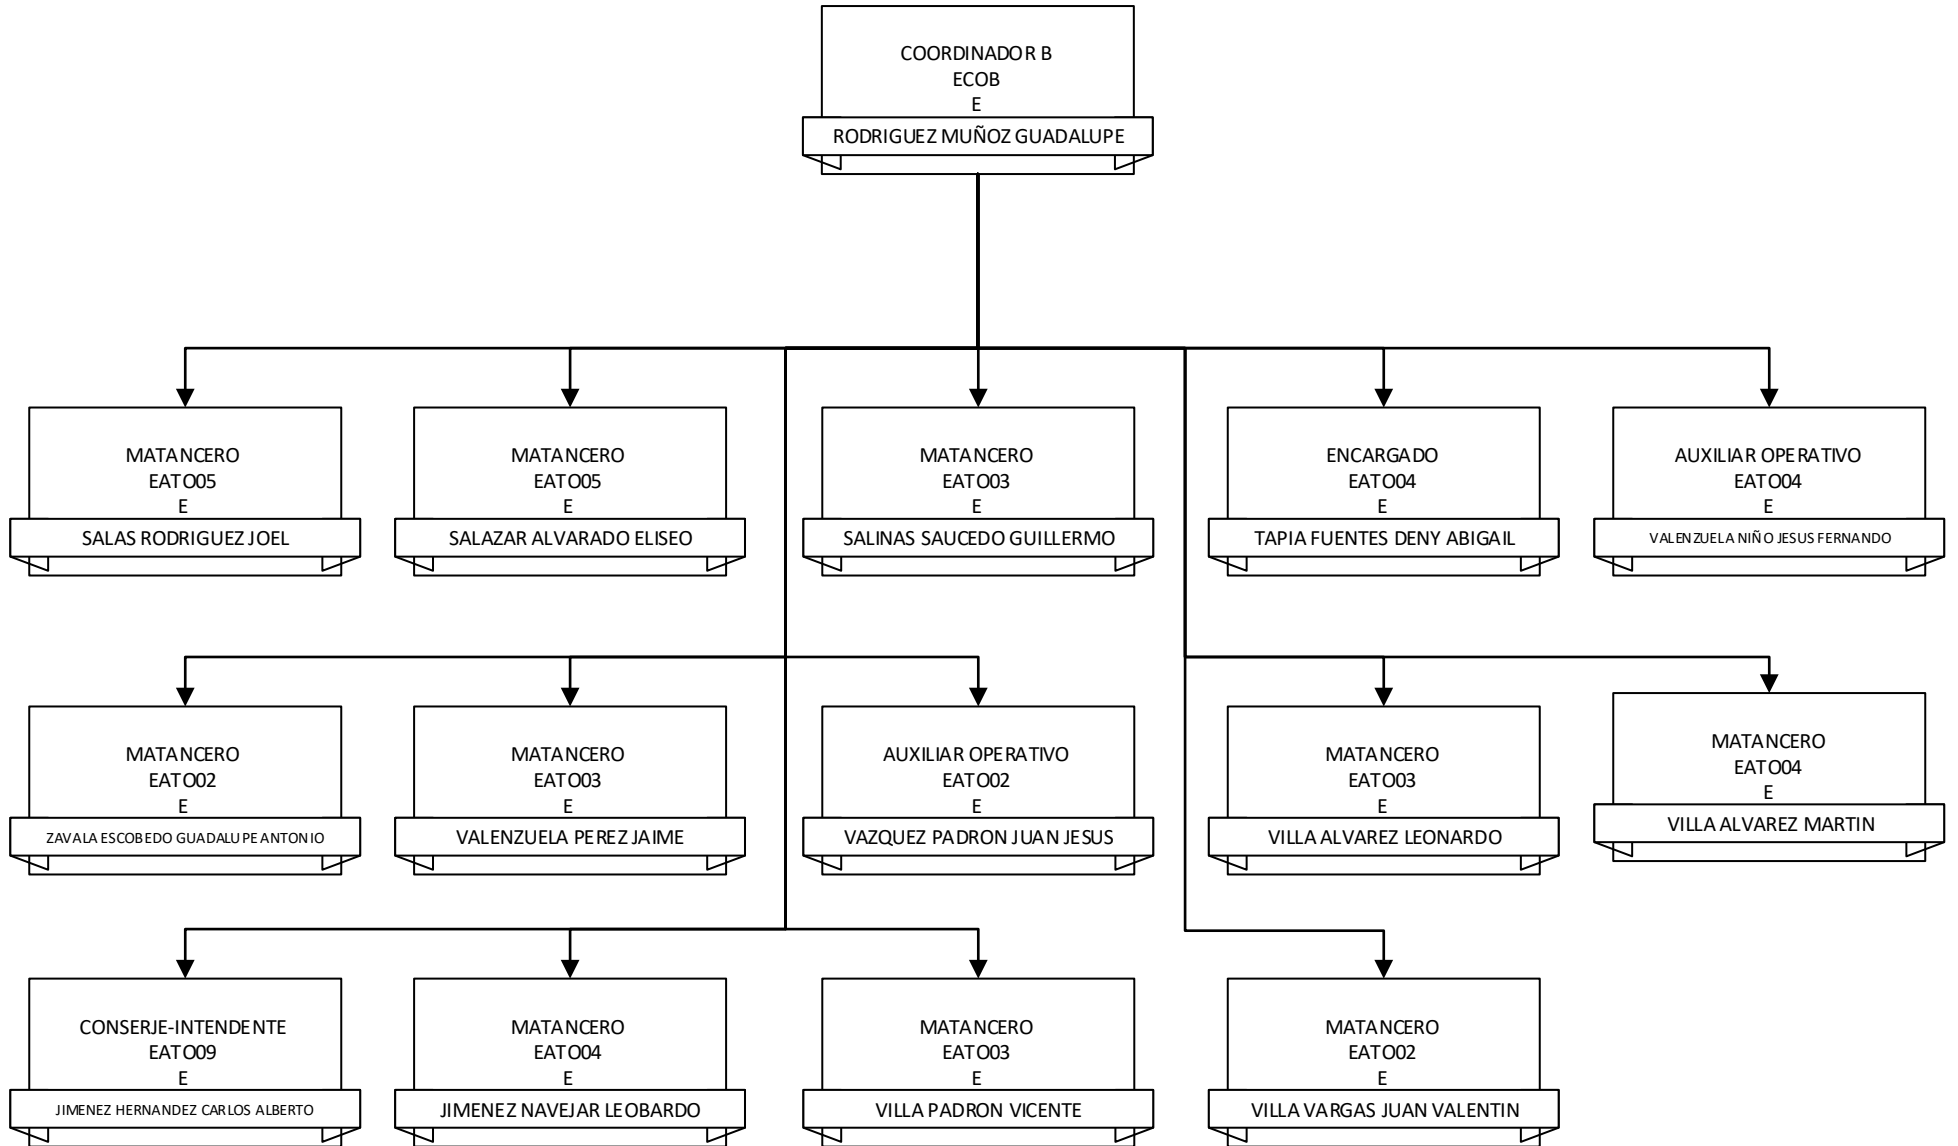 COORDINADOR B
ECOB
E
RODRIGUEZ MUÑOZ GUADALUPE
MATANCERO
EATO05
E
SALAS RODRIGUEZ JOEL
MATANCERO
EATO05
E
SALAZAR ALVARADO ELISEO
MATANCERO
EATO03
E
SALINAS SAUCEDO GUILLERMO
ENCARGADO
EATO04
E
TAPIA FUENTES DENY ABIGAIL
AUXILIAR OPERATIVO
EATO04
E
VALENZUELA NIÑO JESUS FERNANDO
MATANCERO
EATO02
E
ZAVALA ESCOBEDO GUADALUPE ANTONIO
MATANCERO
EATO03
E
VALENZUELA PEREZ JAIME
AUXILIAR OPERATIVO
EATO02
E
VAZQUEZ PADRON JUAN JESUS
MATANCERO
EATO03
E
VILLA ALVAREZ LEONARDO
MATANCERO
EATO04
E
VILLA ALVAREZ MARTIN
CONSERJE-INTENDENTE
EATO09
E
JIMENEZ HERNANDEZ CARLOS ALBERTO
MATANCERO
EATO04
E
JIMENEZ NAVEJAR LEOBARDO
MATANCERO
EATO03
E
VILLA PADRON VICENTE
MATANCERO
EATO02
E
VILLA VARGAS JUAN VALENTIN